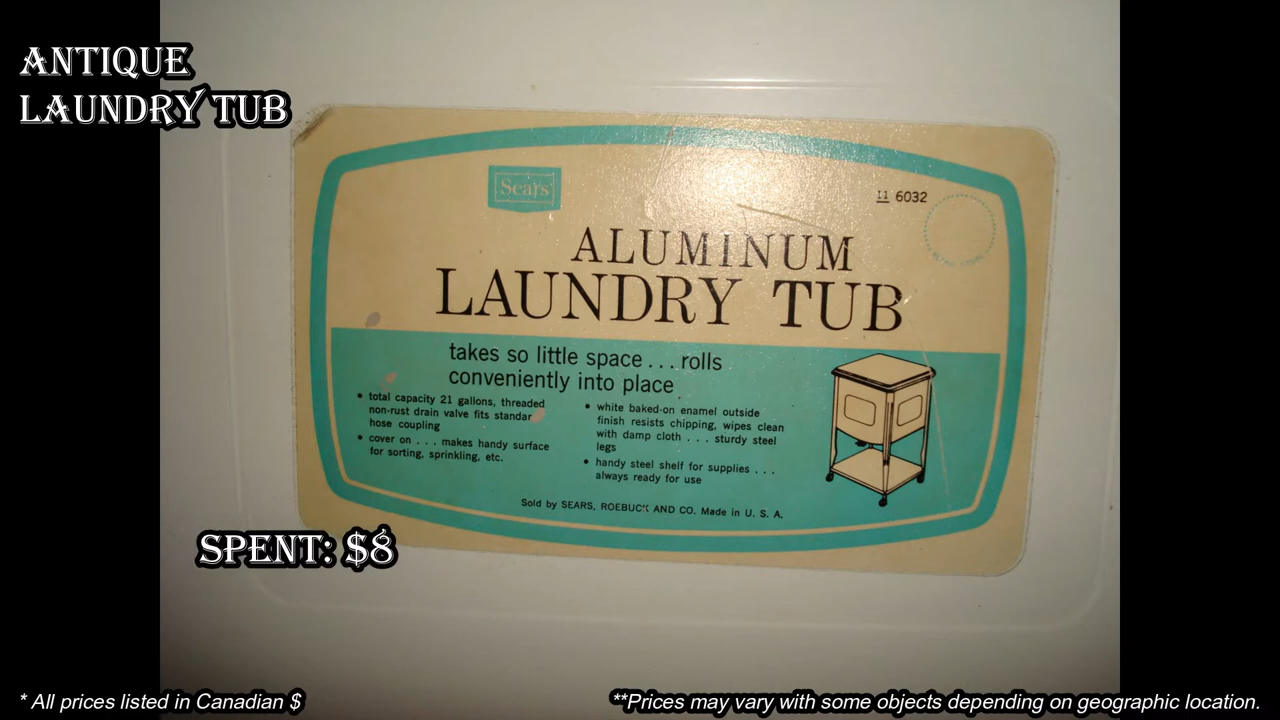 ANTIQUE
LAUNDRY TUB
Sears
11 6032
ALUMINUM
LAUNDRY TUB
takes so little space . . . rolls
conveniently into place
• total capacity 21 gallons, threaded
non-rust drain valve fits standar
hose coupling
• cover on . . . makes handy surface
for sorting, sprinkling, etc.
• white baked-on enamel outside
finish resists chipping, wipes clean
with damp cloth . . . sturdy steel
legs
• handy steel shelf for supplies . . .
always ready for use
Sold by SEARS, ROEBUCK AND CO. Made in U. S. A.
SPENT: $8
* All prices listed in Canadian $
**Prices may vary with some objects depending on geographic location.